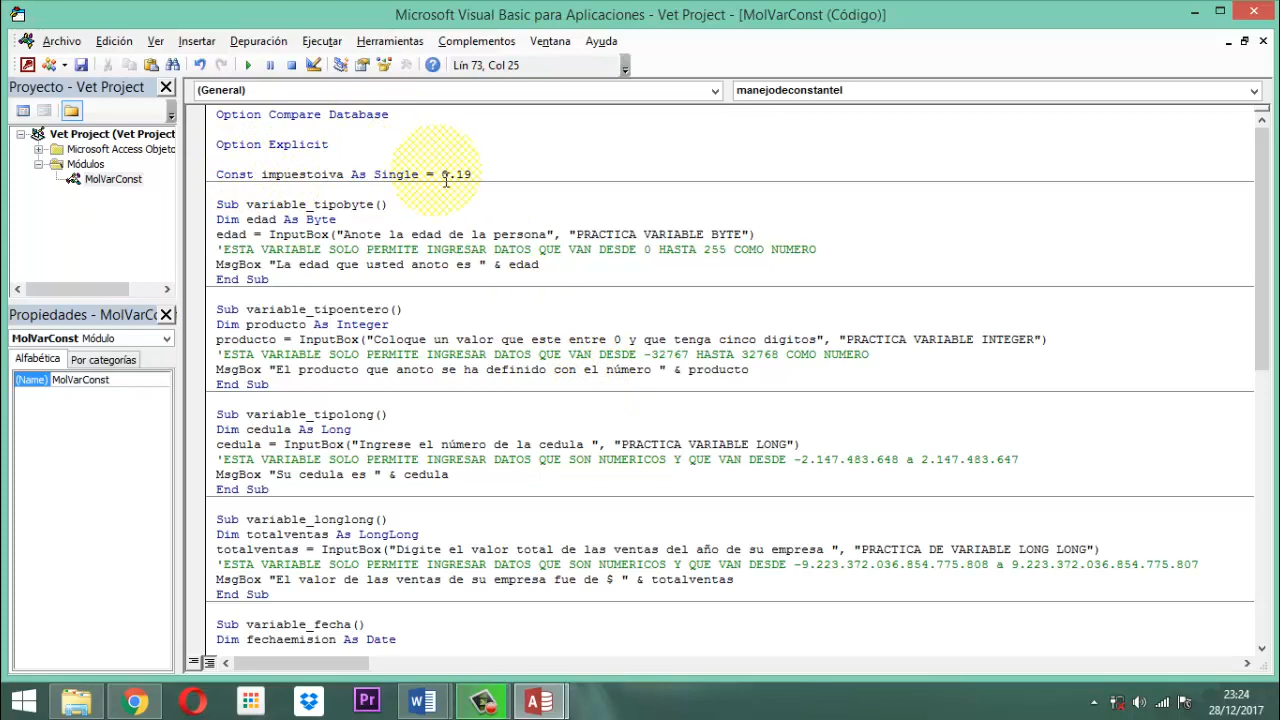 Microsoft Visual Basic para Aplicaciones - Vet Project - [MolVarConst (Código)]
Archivo Edición Ver Insertar Depuración Ejecutar Herramientas Complementos Ventana Ayuda
Lín 73, Col 25
Proyecto - Vet Project
Vet Project (Vet Project
Microsoft Access Objeto
Módulos
MolVarConst
Propiedades - MolVarCo
MolVarConst Módulo
Alfabética Por categorías
(Name) MolVarConst
(General) manejodeconstanteI
Option Compare Database
Option Explicit
Const impuestoiva As Single = 0.19
Sub variable_tipobyte()
Dim edad As Byte
edad = InputBox("Anote la edad de la persona", "PRACTICA VARIABLE BYTE")
'ESTA VARIABLE SOLO PERMITE INGRESAR DATOS QUE VAN DESDE 0 HASTA 255 COMO NUMERO
MsgBox "La edad que usted anoto es " & edad
End Sub
Sub variable_tipoentero()
Dim producto As Integer
producto = InputBox("Coloque un valor que este entre 0 y que tenga cinco digitos", "PRACTICA VARIABLE INTEGER")
'ESTA VARIABLE SOLO PERMITE INGRESAR DATOS QUE VAN DESDE -32767 HASTA 32768 COMO NUMERO
MsgBox "El producto que anoto se ha definido con el número " & producto
End Sub
Sub variable_tipolong()
Dim cedula As Long
cedula = InputBox("Ingrese el número de la cedula ", "PRACTICA VARIABLE LONG")
'ESTA VARIABLE SOLO PERMITE INGRESAR DATOS QUE SON NUMERICOS Y QUE VAN DESDE -2.147.483.648 a 2.147.483.647
MsgBox "Su cedula es " & cedula
End Sub
Sub variable_longlong()
Dim totalventas As LongLong
totalventas = InputBox("Digite el valor total de las ventas del año de su empresa ", "PRACTICA DE VARIABLE LONG LONG")
'ESTA VARIABLE SOLO PERMITE INGRESAR DATOS QUE SON NUMERICOS Y QUE VAN DESDE -9.223.372.036.854.775.808 a 9.223.372.036.854.775.807
MsgBox "El valor de las ventas de su empresa fue de $ " & totalventas
End Sub
Sub variable_fecha()
Dim fechaemision As Date
Pr
23:24
28/12/2017